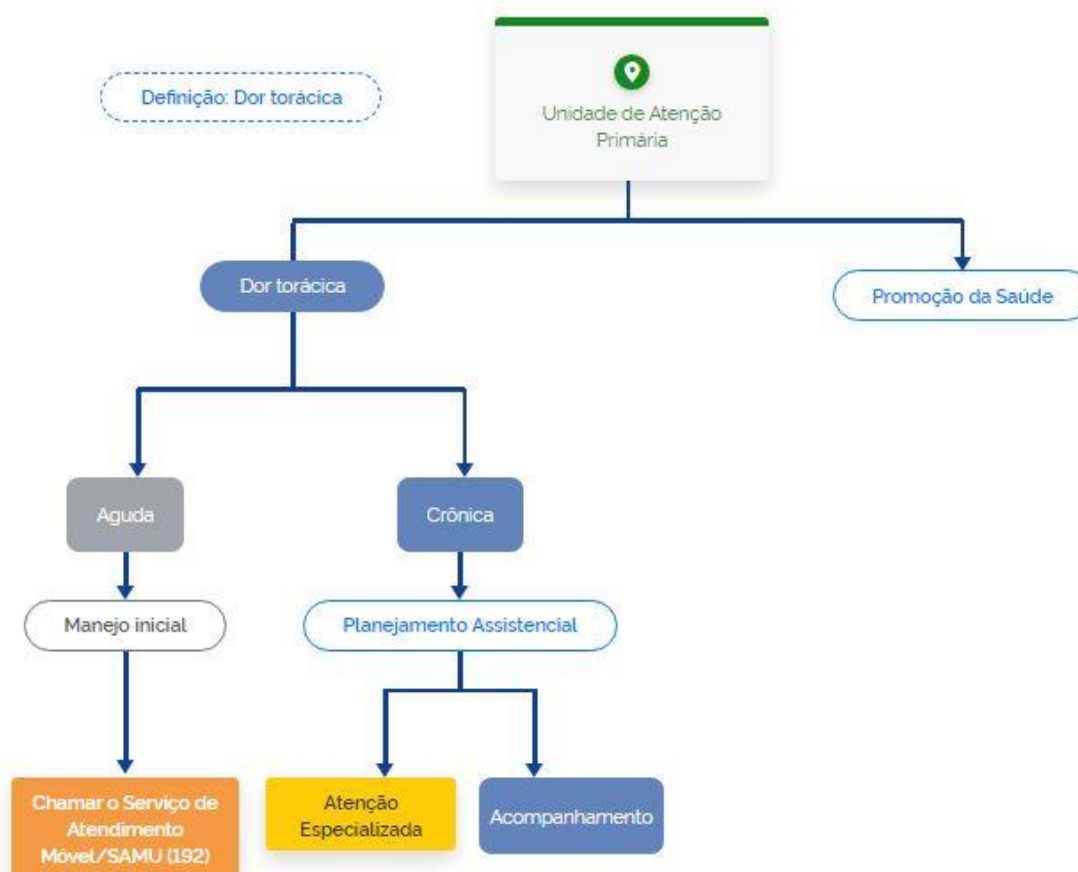 Definição: Dor torácica
Unidade de Atenção
Primária
Dor torácica
Promoção da Saúde
Aguda
Crônica
Manejo inicial
Planejamento Assistencial
Chamar o Serviço de
Atendimento
Móvel/SAMU (192)
Atenção
Especializada
Acompanhamento